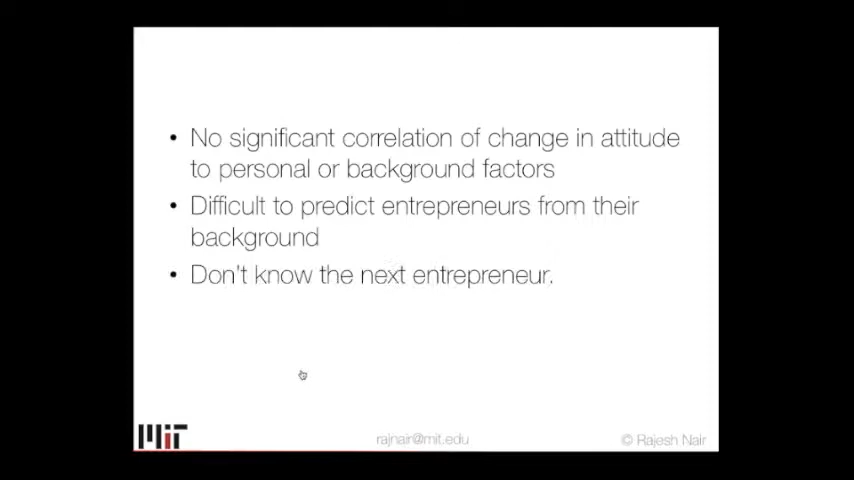 • No significant correlation of change in attitude
to personal or background factors
• Difficult to predict entrepreneurs from their
background
• Don't know the next entrepreneur.
MIT
rajnair@mit.edu
© Rajesh Nair